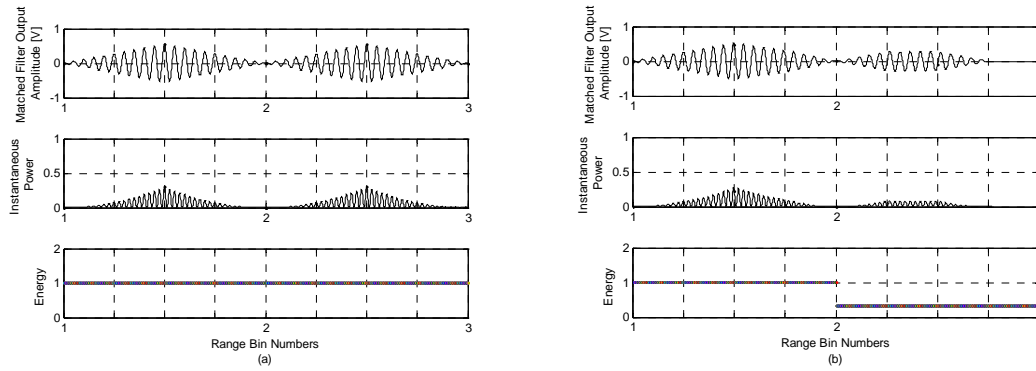 Matched Filter Output
Amplitude [V]
1
0
-1
1
2
3
Instantaneous
Power
1
0.5
0
1
2
3
Energy
2
1
0
1
2
3
Range Bin Numbers
(a)
Matched Filter Output
Amplitude [V]
1
0
-1
1
2
Instantaneous
Power
1
0.5
0
1
2
Energy
2
1
0
1
2
Range Bin Numbers
(b)